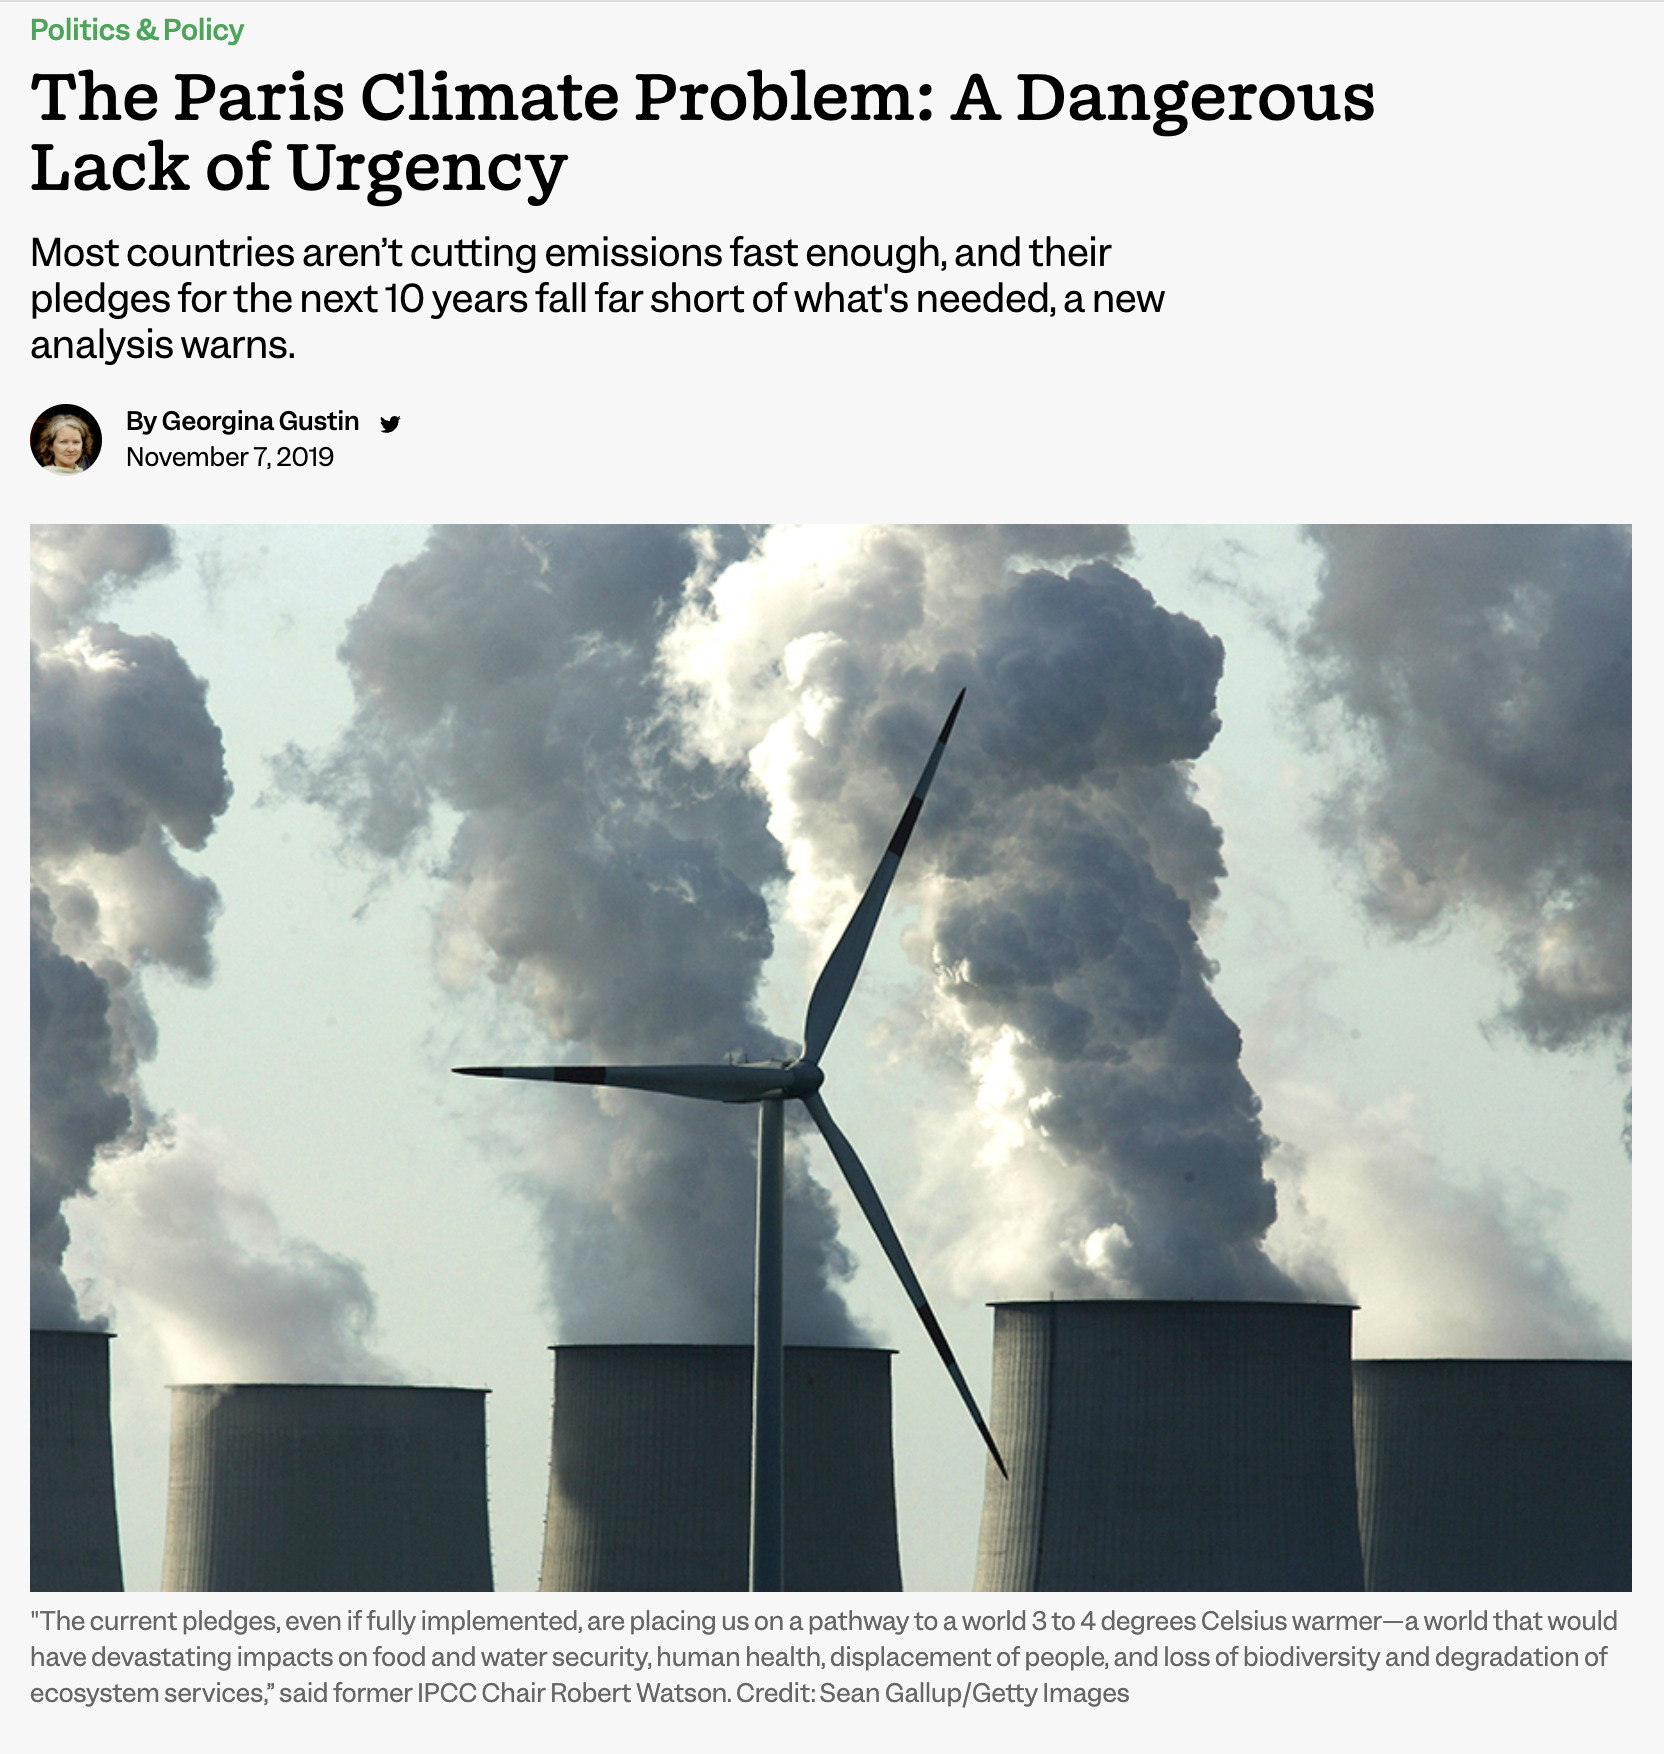 Politics & Policy
The Paris Climate Problem: A Dangerous
Lack of Urgency
Most countries aren’t cutting emissions fast enough, and their
pledges for the next 10 years fall far short of what's needed, a new
analysis warns.
By Georgina Gustin
November 7, 2019
"The current pledges, even if fully implemented, are placing us on a pathway to a world 3 to 4 degrees Celsius warmer—a world that would
have devastating impacts on food and water security, human health, displacement of people, and loss of biodiversity and degradation of
ecosystem services,” said former IPCC Chair Robert Watson. Credit: Sean Gallup/Getty Images